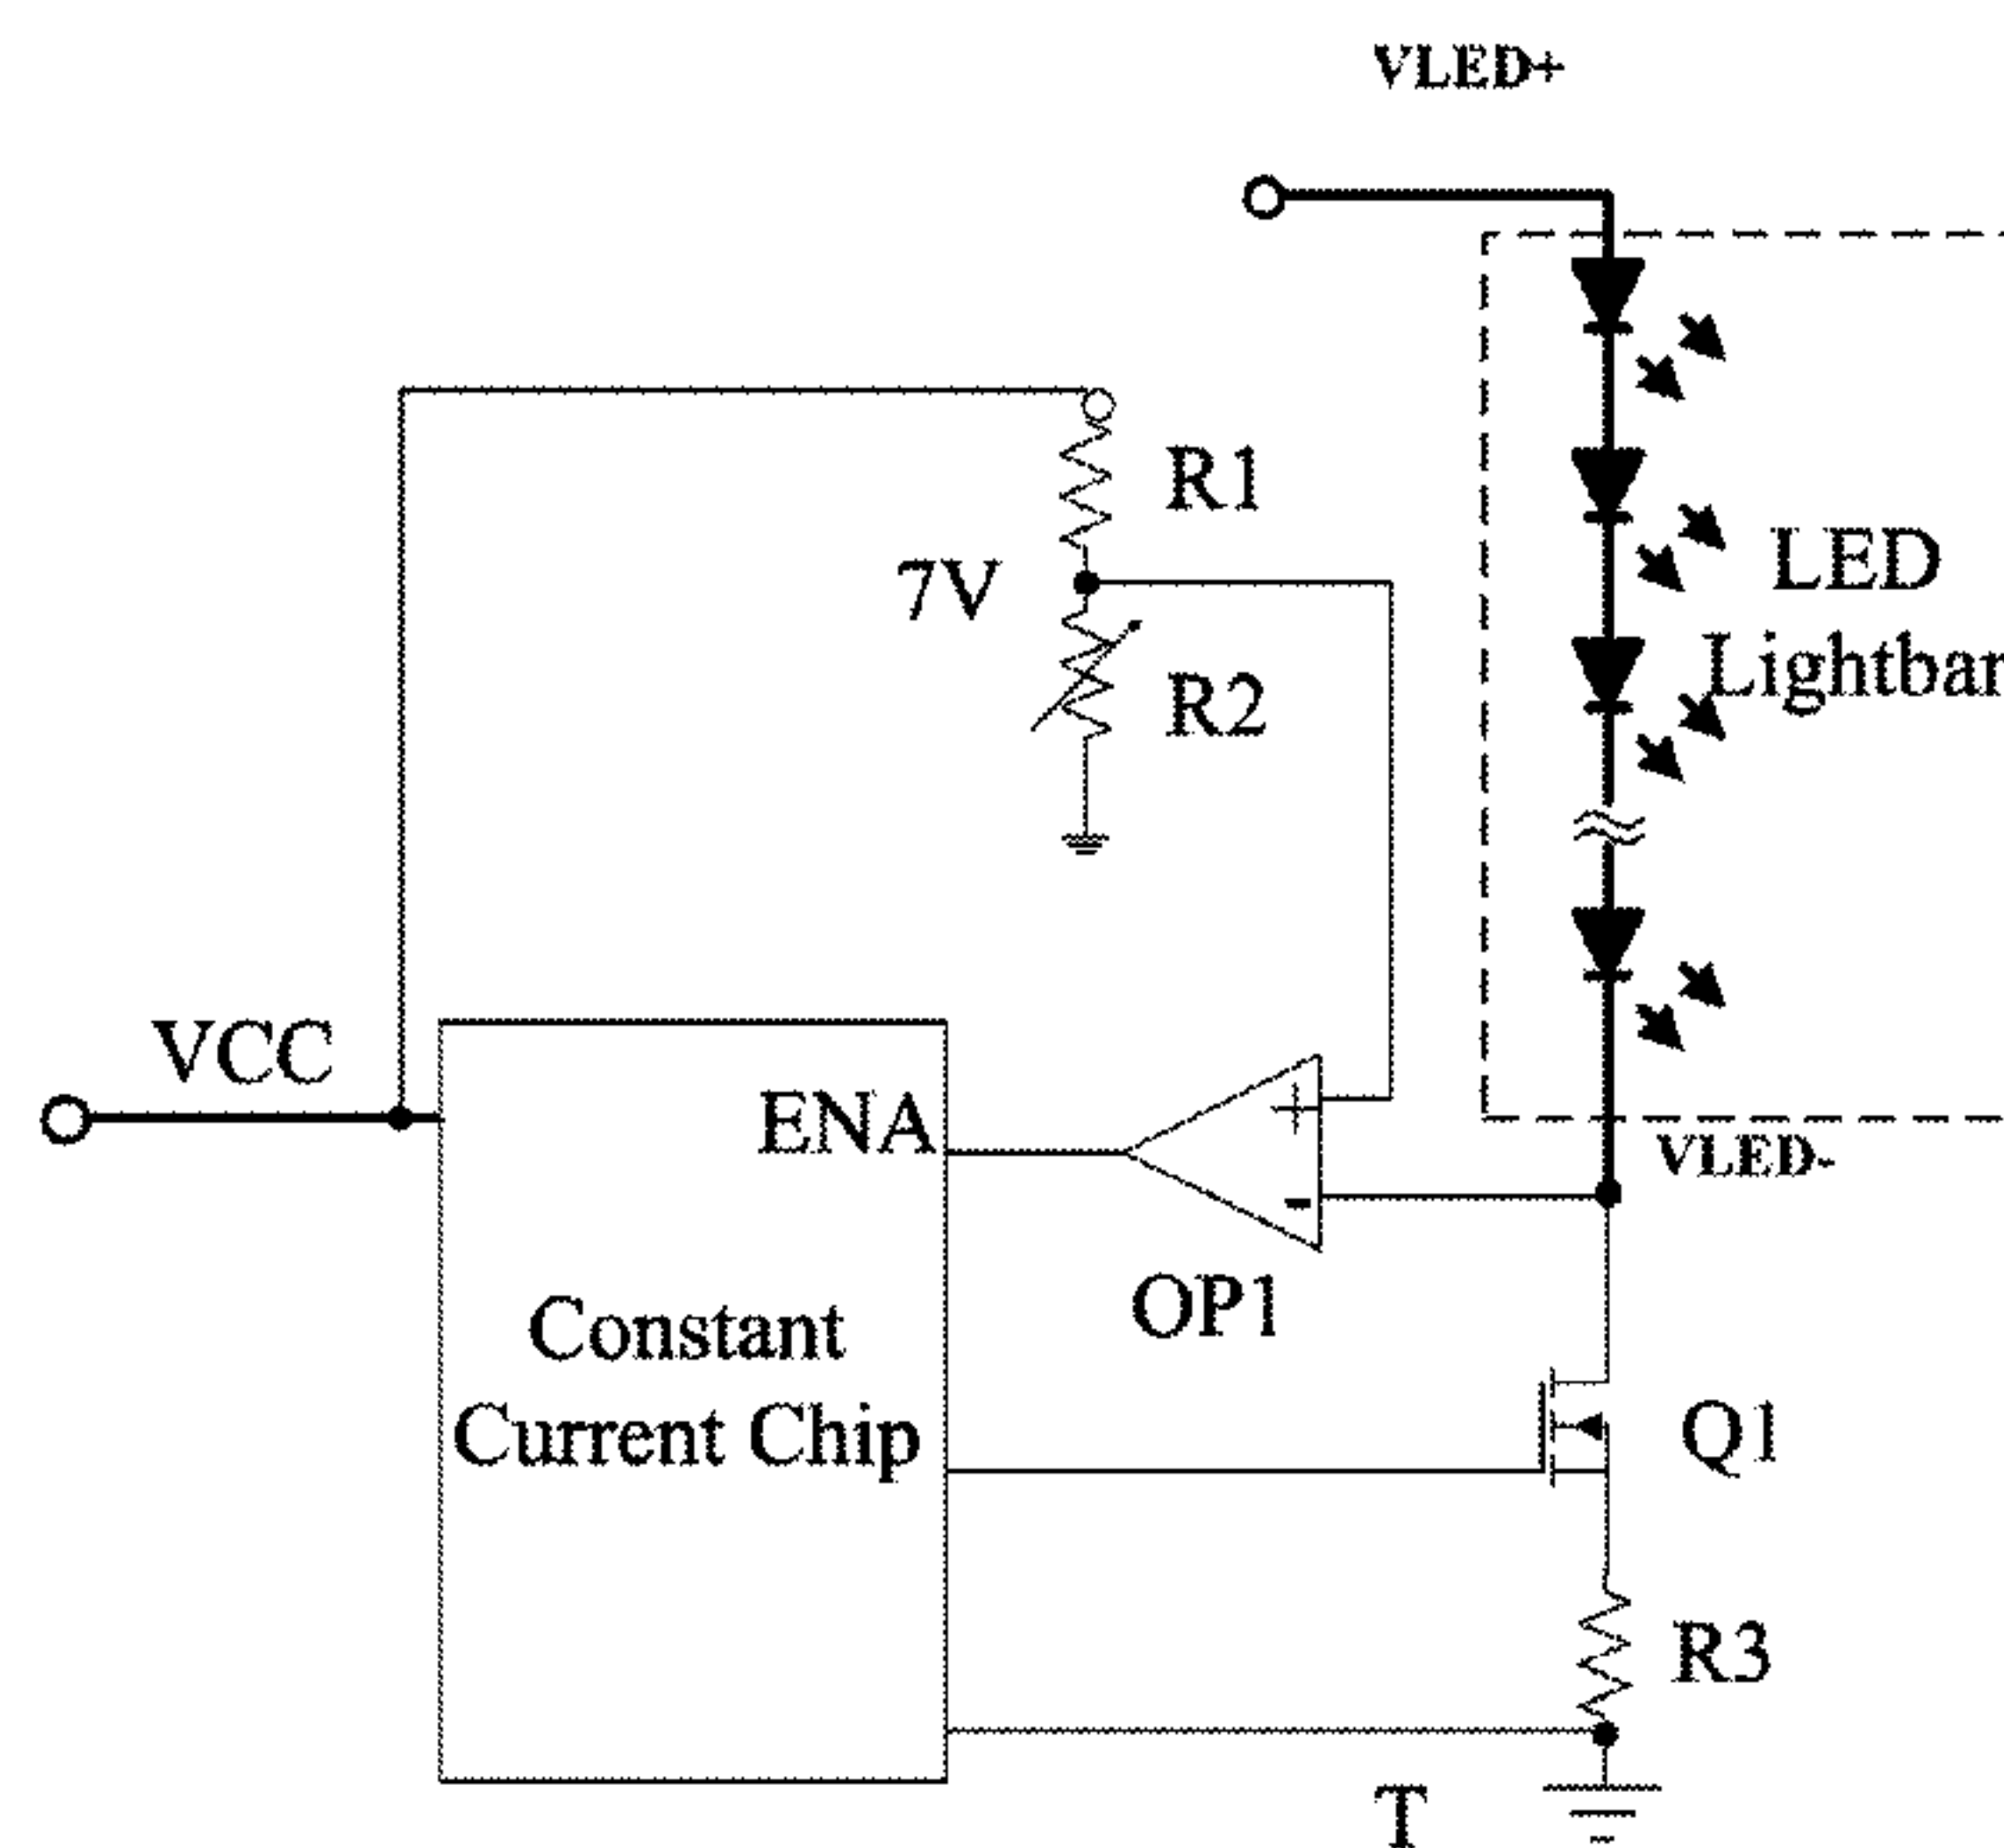 VLED+
R1
7V
LED
Lightbar
R2
VCC
ENA
+
VLED-
-
OP1
Constant
Current Chip
Q1
R3
T